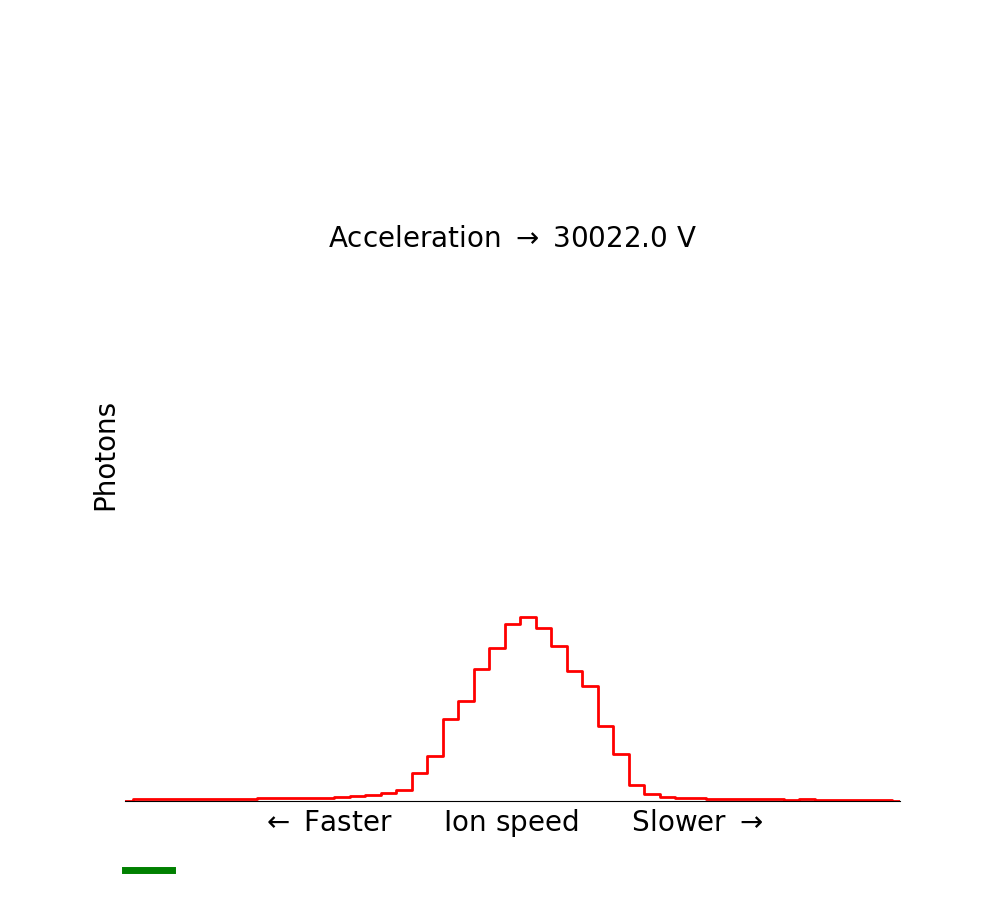 Acceleration → 30022.0 V
Photons
← Faster Ion speed Slower →